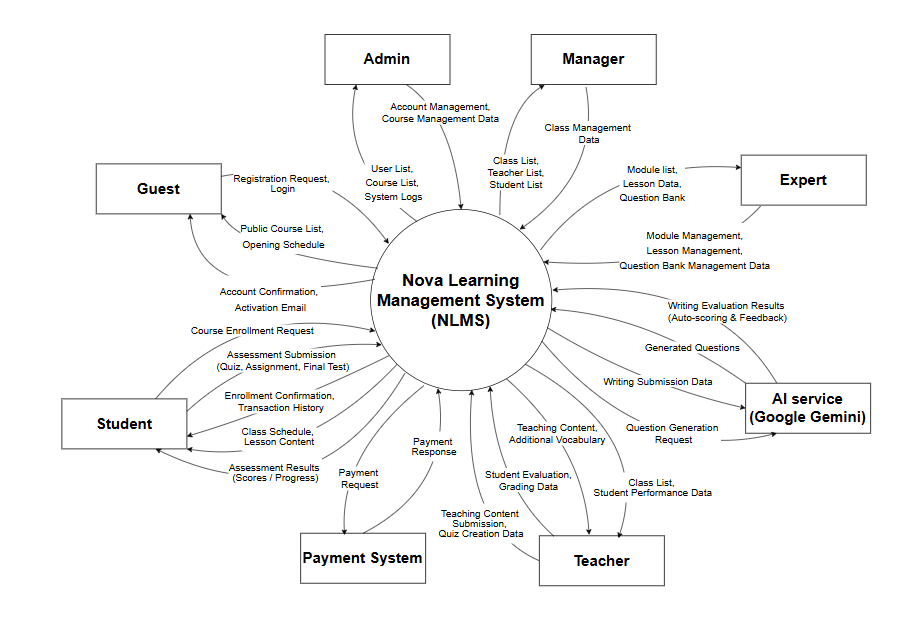 Admin
Manager
Account Management,
Course Management Data
Class Management
Data
User List,
Course List,
System Logs
Class List,
Teacher List,
Student List
Module list,
Lesson Data,
Question Bank
Expert
Guest
Registration Request,
Login
Public Course List,
Opening Schedule
Module Management,
Lesson Management,
Question Bank Management Data
Nova Learning
Management System
(NLMS)
Account Confirmation,
Activation Email
Writing Evaluation Results
(Auto-scoring & Feedback)
Course Enrollment Request
Generated Questions
Assessment Submission
(Quiz, Assignment, Final Test)
Writing Submission Data
Enrollment Confirmation,
Transaction History
AI service
(Google Gemini)
Student
Class Schedule,
Lesson Content
Question Generation
Request
Teaching Content,
Additional Vocabulary
Payment
Response
Assessment Results
(Scores / Progress)
Payment
Request
Student Evaluation,
Grading Data
Class List,
Student Performance Data
Teaching Content
Submission,
Quiz Creation Data
Payment System
Teacher